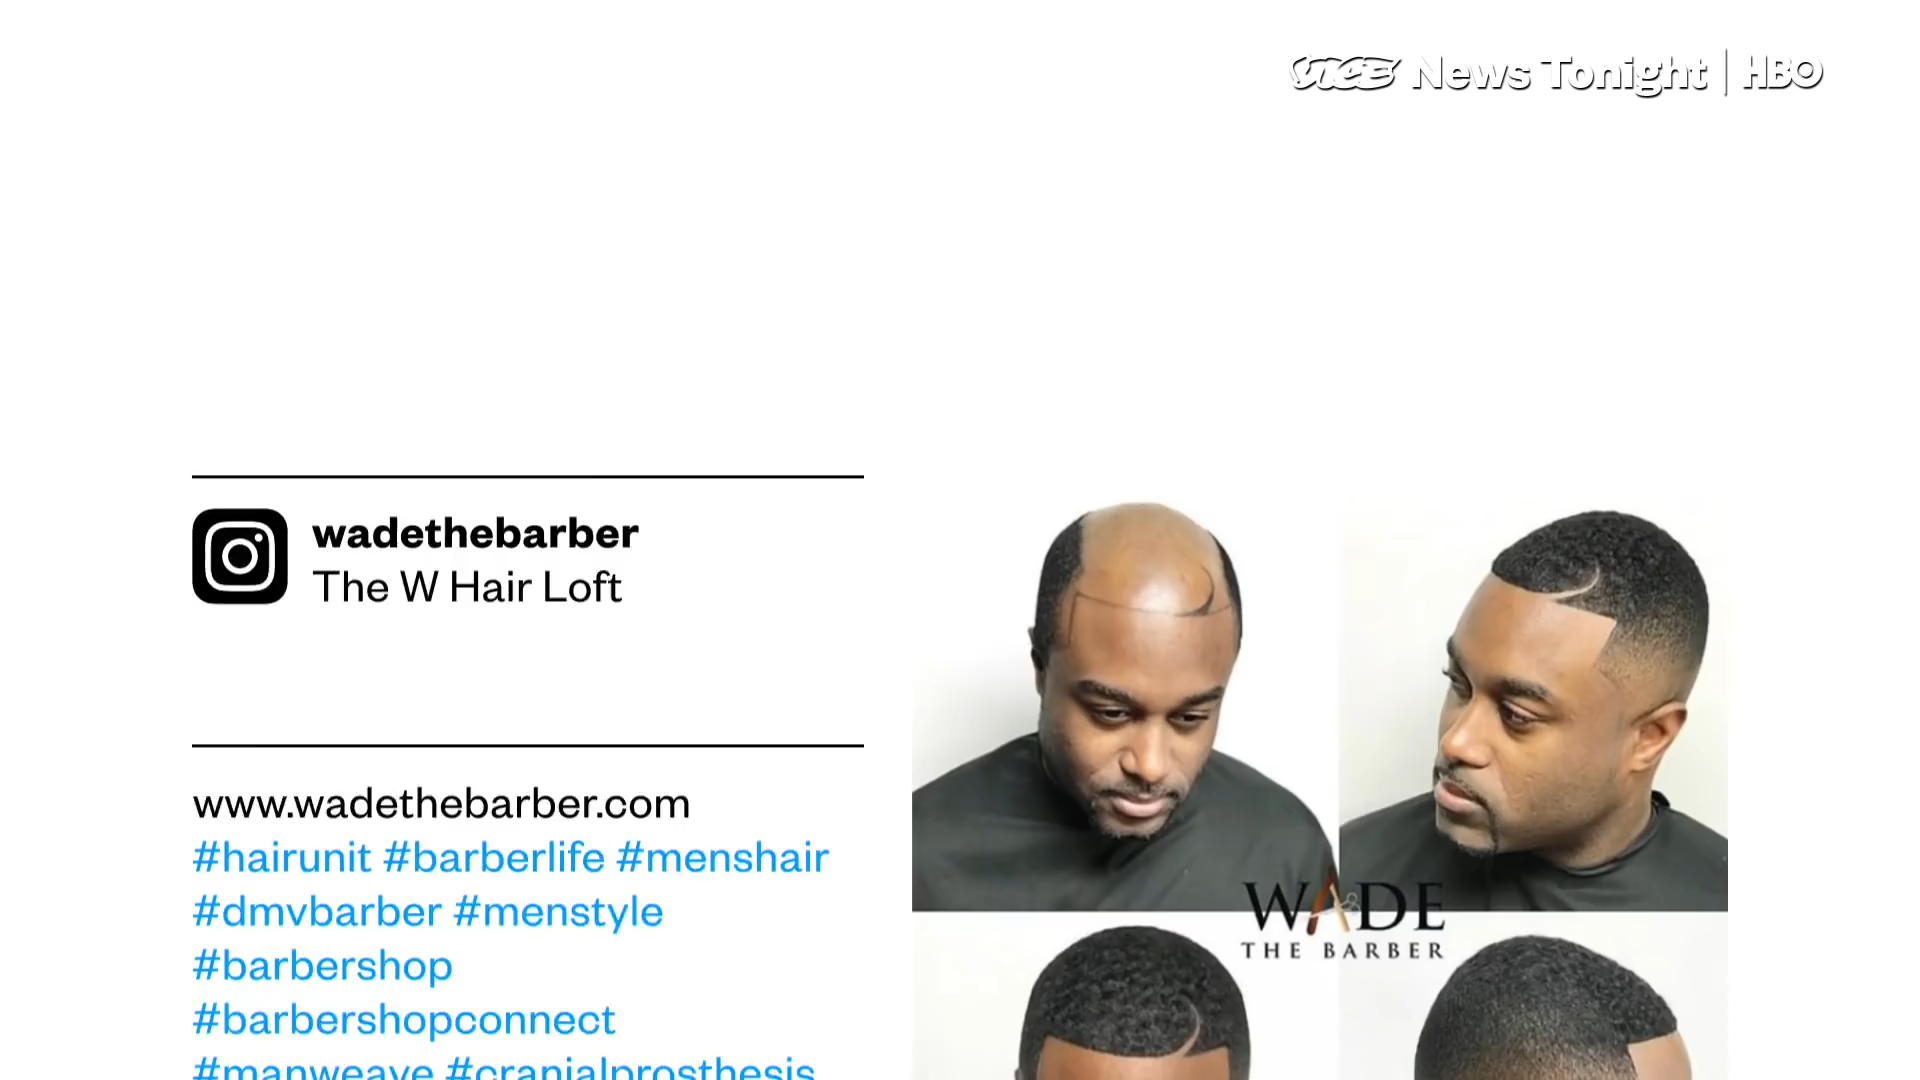 VICE News Tonight | HBO
wadethebarber
The W Hair Loft
www.wadethebarber.com
#hairunit #barberlife #menshair
#dmvbarber #menstyle
#barbershop
#barbershopconnect
#manweave #cranialprosthesis
WADE
THE BARBER